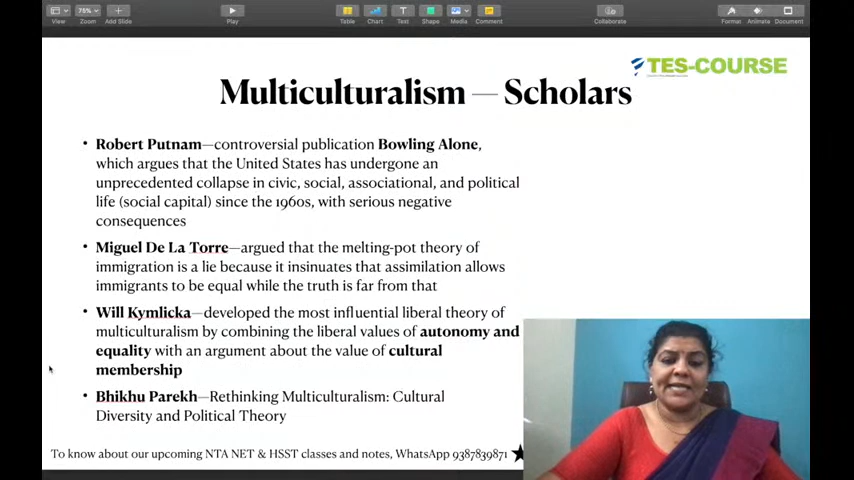 View Zoom Add Slide Play Table Chart Text Shape Media Comment Collaborate Format Animate Document
75%
TES-COURSE
Multiculturalism — Scholars
• Robert Putnam—controversial publication Bowling Alone,
which argues that the United States has undergone an
unprecedented collapse in civic, social, associational, and political
life (social capital) since the 1960s, with serious negative
consequences
• Miguel De La Torre—argued that the melting-pot theory of
immigration is a lie because it insinuates that assimilation allows
immigrants to be equal while the truth is far from that
• Will Kymlicka—developed the most influential liberal theory of
multiculturalism by combining the liberal values of autonomy and
equality with an argument about the value of cultural
membership
• Bhikhu Parekh—Rethinking Multiculturalism: Cultural
Diversity and Political Theory
To know about our upcoming NTA NET & HSST classes and notes, WhatsApp 9387839871